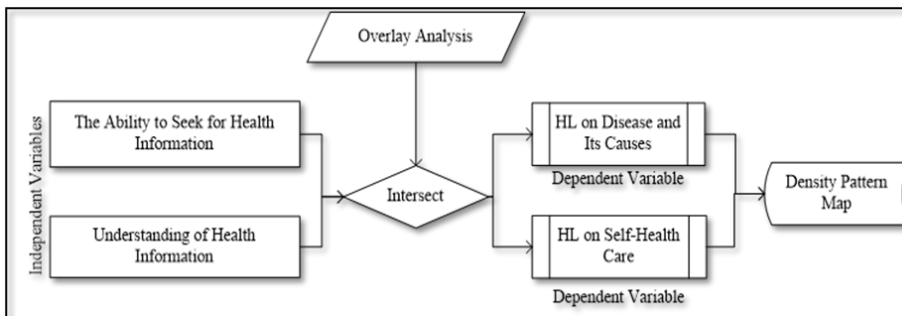 Overlay Analysis
Independent Variables
The Ability to Seek for Health
Information
Understanding of Health
Information
Intersect
HL on Disease and
Its Causes
Dependent Variable
HL on Self-Health
Care
Dependent Variable
Density Pattern
Map